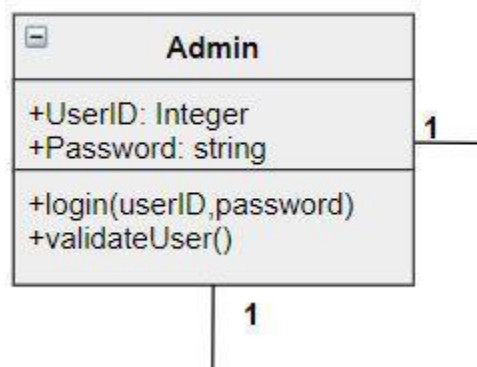 Admin
+UserID: Integer
+Password: string
1
+login(userID,password)
+validateUser()
1